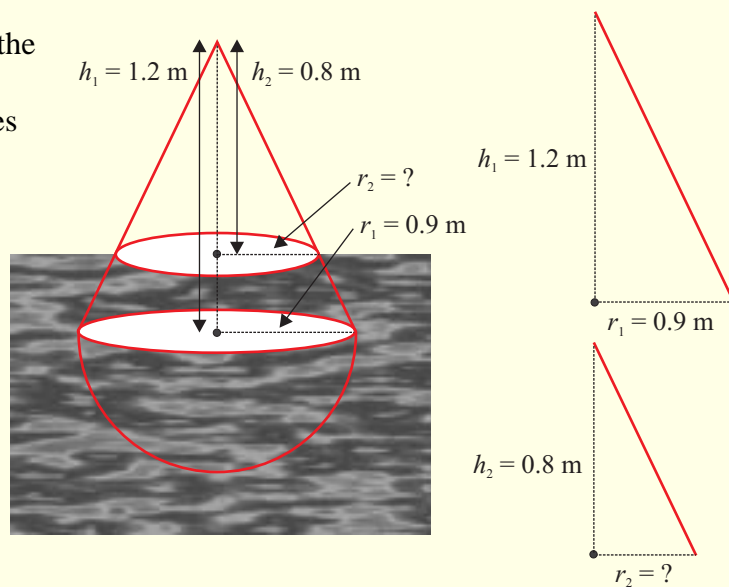 the
es
h₁ = 1.2 m
h₂ = 0.8 m
r₂ = ?
r₁ = 0.9 m
h₁ = 1.2 m
r₁ = 0.9 m
h₂ = 0.8 m
r₂ = ?